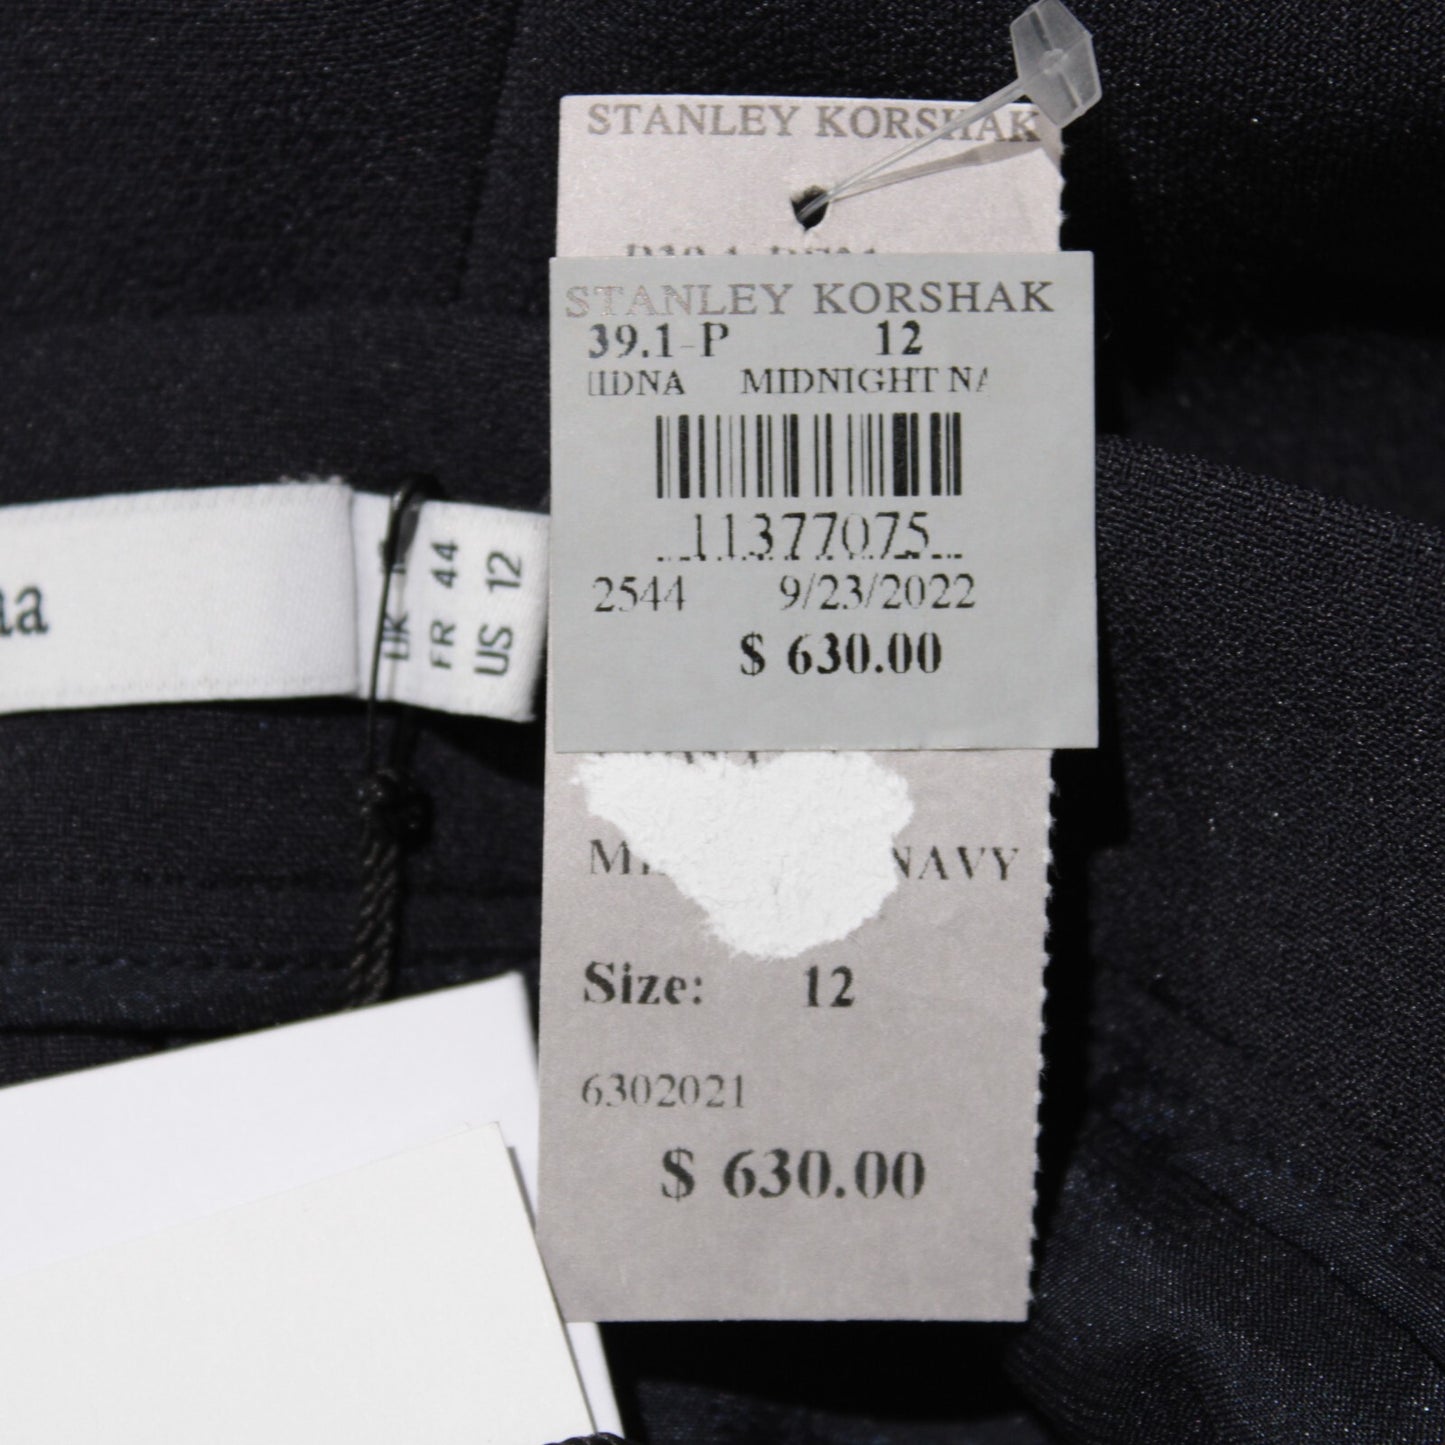 STANLEY KORSHAK
STANLEY KORSHAK
39.1-P 12
MIDNIGHT NA
11377075
2544 9/23/2022
$ 630.00
NAVY
Size: 12
6302021
$ 630.00
UK
FR 44
US 12